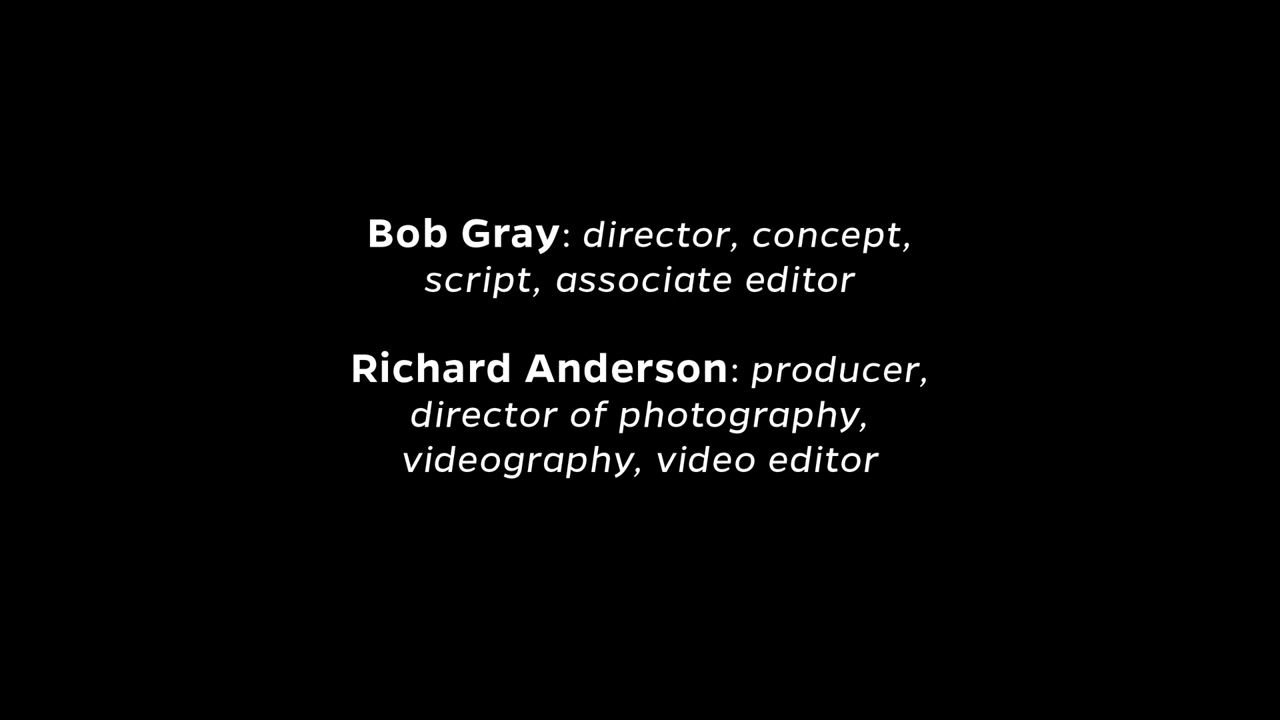 Bob Gray: director, concept,
script, associate editor
Richard Anderson: producer,
director of photography,
videography, video editor